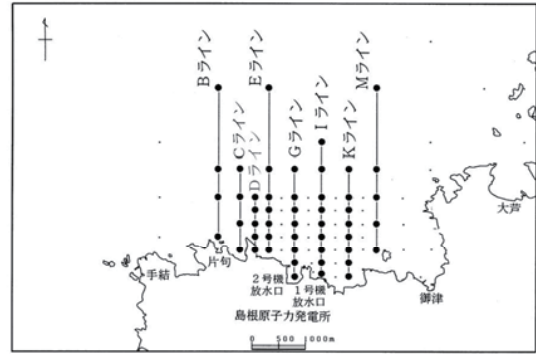 Bライン
Cライン
Dライン
Eライン
Gライン
Iライン
Kライン
Mライン
大芦
片句
手結
2号機
放水口
1号機
放水口
御津
島根原子力発電所
0 500 1000m